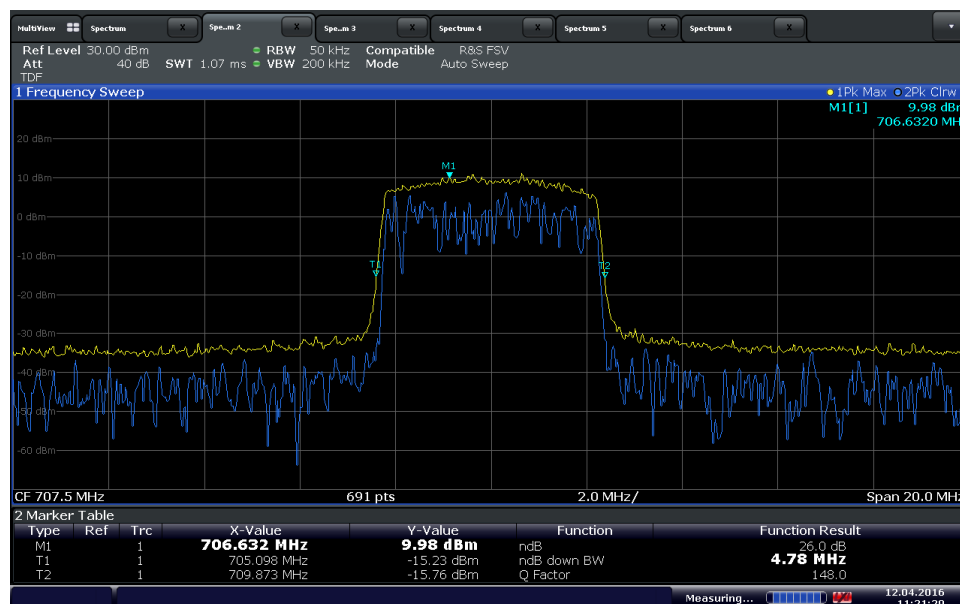 MultiView Spectrum X Spe...m 2 X Spe...m 3 X Spectrum 4 X Spectrum 5 X Spectrum 6 X
Ref Level 30.00 dBm RBW 50 kHz Compatible R&S FSV
Att 40 dB SWT 1.07 ms VBW 200 kHz Mode Auto Sweep
TDF
1 Frequency Sweep 1Pk Max 2Pk Clrw
M1[1] 9.98 dBm
706.6320 MH
20 dBm
M1
10 dBm
0 dBm
-10 dBm
T1 T2
-20 dBm
-30 dBm
-40 dBm
-50 dBm
-60 dBm
CF 707.5 MHz 691 pts 2.0 MHz/ Span 20.0 MHz
2 Marker Table
Type Ref Trc X-Value Y-Value Function Function Result
M1 1 706.632 MHz 9.98 dBm ndB 26.0 dB
T1 1 705.098 MHz -15.23 dBm ndB down BW 4.78 MHz
T2 1 709.873 MHz -15.76 dBm Q Factor 148.0
Measuring... 12.04.2016
11:21:20